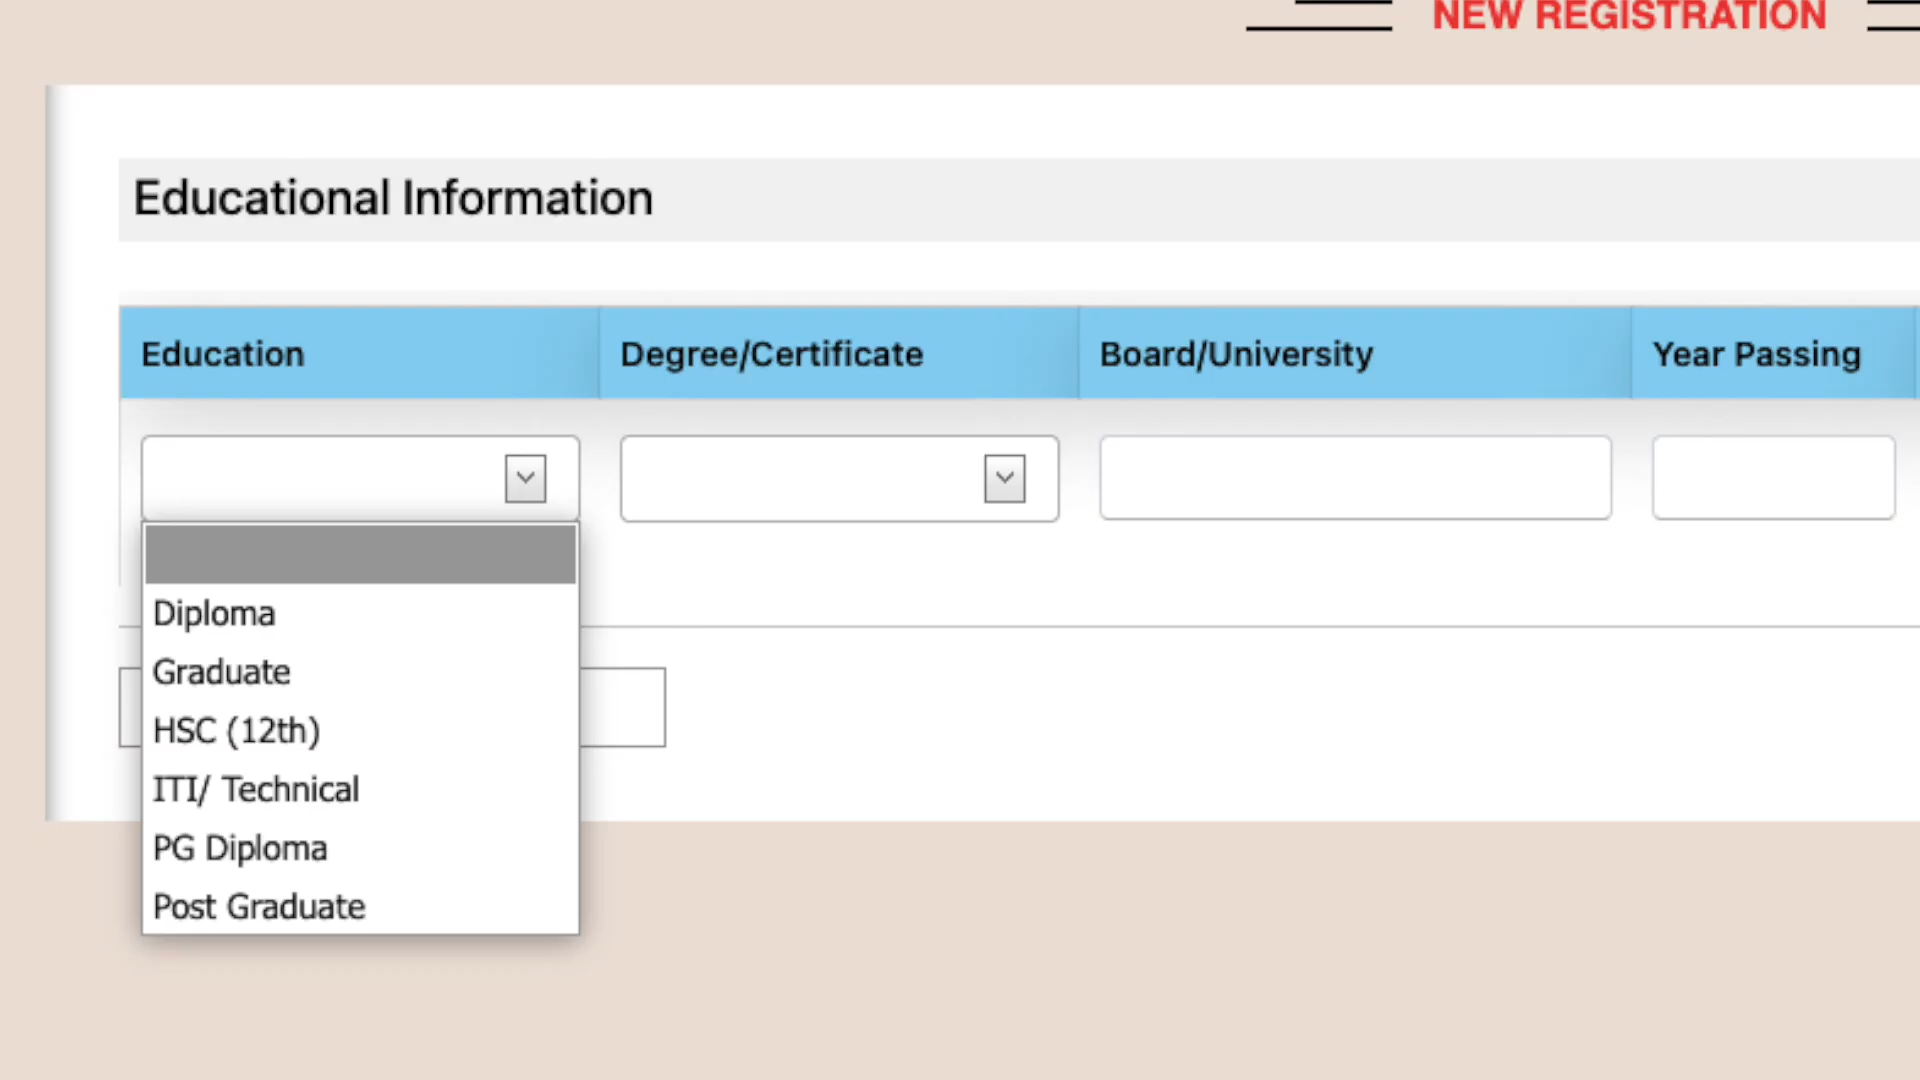 NEW REGISTRATION
Educational Information
Education Degree/Certificate Board/University Year Passing
Diploma
Graduate
HSC (12th)
ITI/ Technical
PG Diploma
Post Graduate